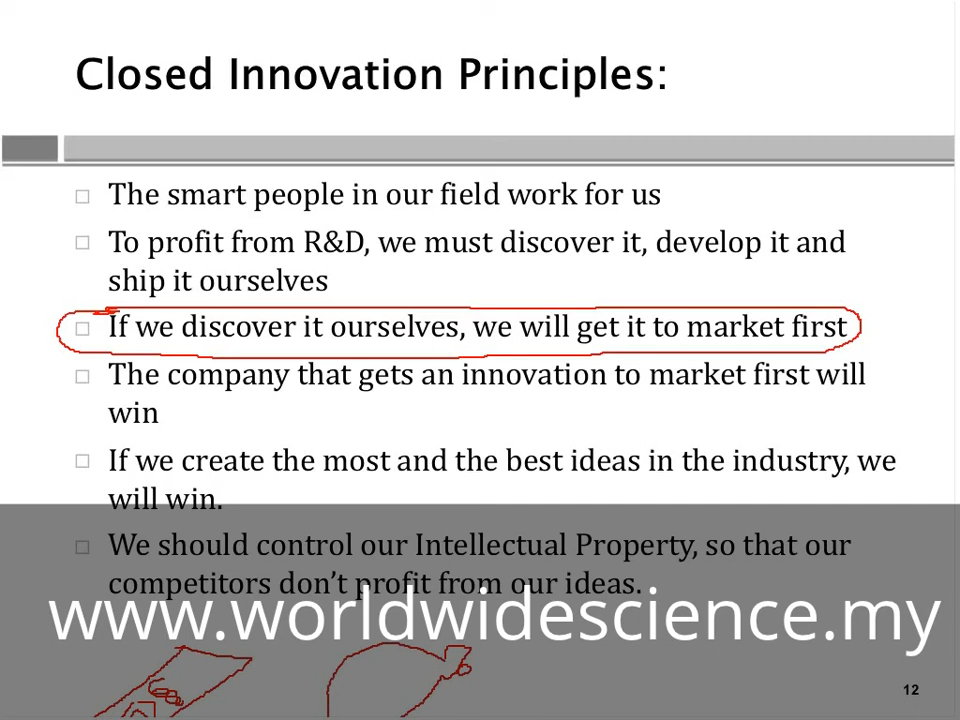 Closed Innovation Principles:
The smart people in our field work for us
To profit from R&D, we must discover it, develop it and
ship it ourselves
If we discover it ourselves, we will get it to market first
The company that gets an innovation to market first will
win
If we create the most and the best ideas in the industry, we
will win.
We should control our Intellectual Property, so that our
competitors don’t profit from our ideas.
www.worldwidescience.my
12